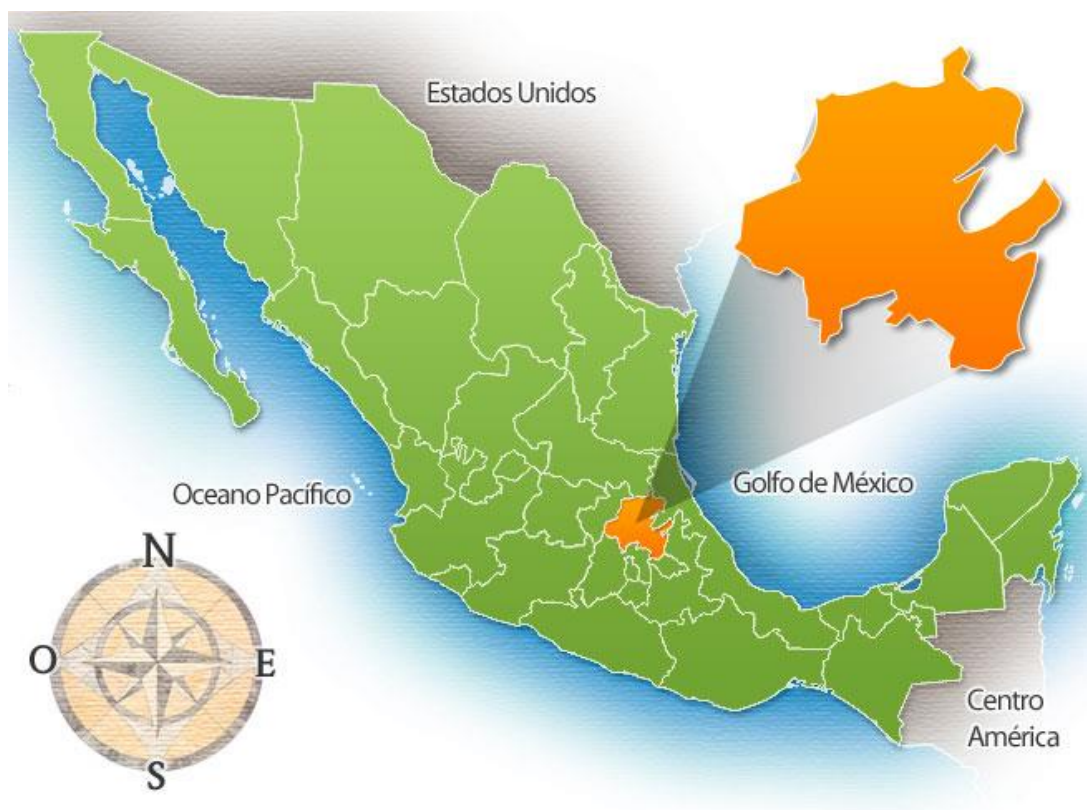 Estados Unidos
Golfo de México
Oceano Pacífico
N
O
E
S
Centro
América